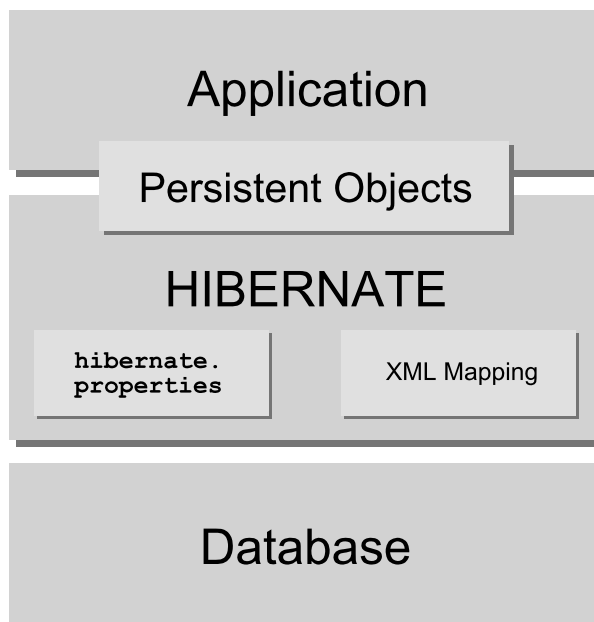 Application
Persistent Objects
HIBERNATE
hibernate.
properties
XML Mapping
Database